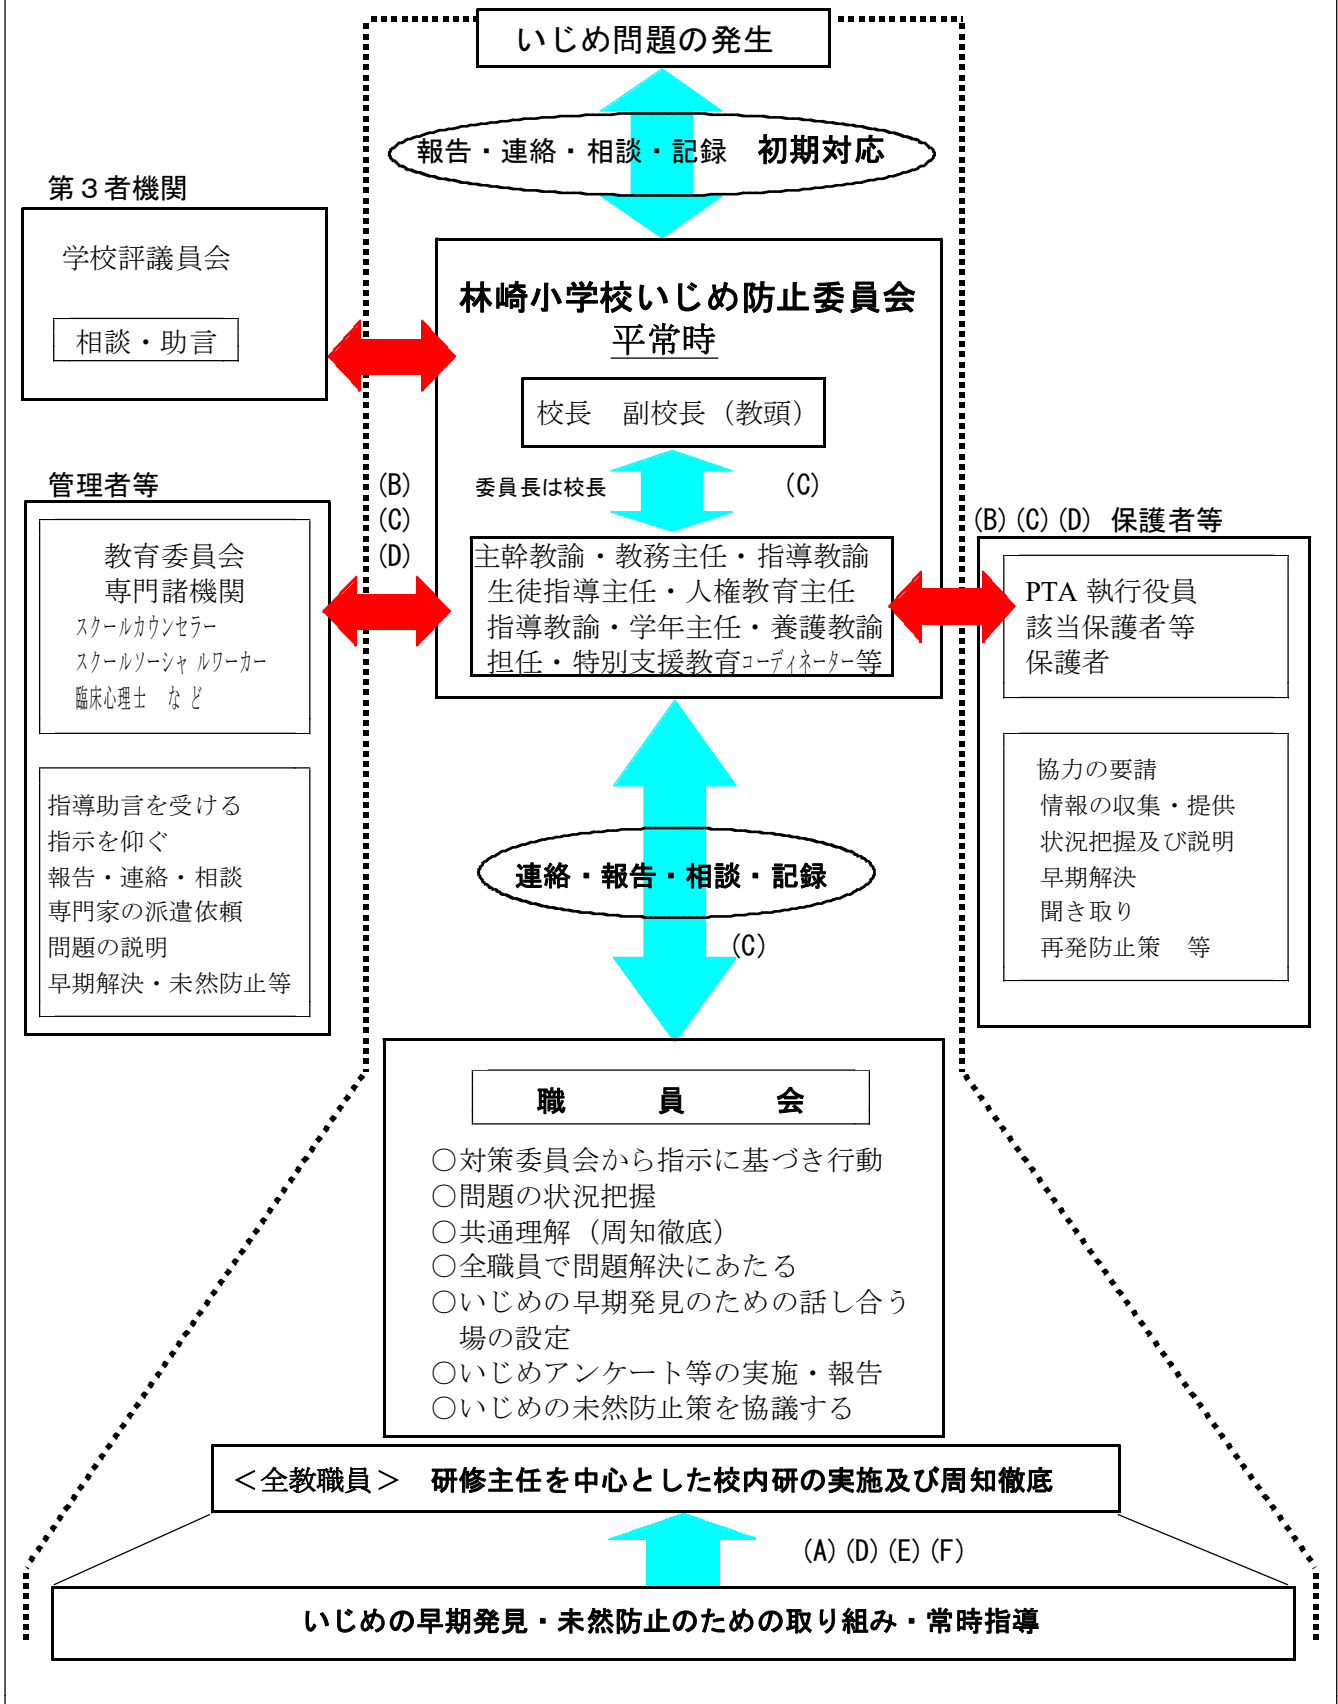 いじめ問題の発生
報告・連絡・相談・記録　初期対応
第３者機関
学校評議員会
相談・助言
林崎小学校いじめ防止委員会
平常時
校長　副校長（教頭）
委員長は校長
(C)
主幹教諭・教務主任・指導教諭
生徒指導主任・人権教育主任
指導教諭・学年主任・養護教諭
担任・特別支援教育コーディネーター等
管理者等
(B)
(C)
(D)
教育委員会
専門諸機関
スクールカウンセラー
スクールソーシャルワーカー
臨床心理士　など
指導助言を受ける
指示を仰ぐ
報告・連絡・相談
専門家の派遣依頼
問題の説明
早期解決・未然防止等
(B)(C)(D) 保護者等
PTA 執行役員
該当保護者等
保護者
協力の要請
情報の収集・提供
状況把握及び説明
早期解決
聞き取り
再発防止策　等
連絡・報告・相談・記録
(C)
職　員　会
○対策委員会から指示に基づき行動
○問題の状況把握
○共通理解（周知徹底）
○全職員で問題解決にあたる
○いじめの早期発見のための話し合う
場の設定
○いじめアンケート等の実施・報告
○いじめの未然防止策を協議する
＜全教職員＞　研修主任を中心とした校内研の実施及び周知徹底
(A)(D)(E)(F)
いじめの早期発見・未然防止のための取り組み・常時指導